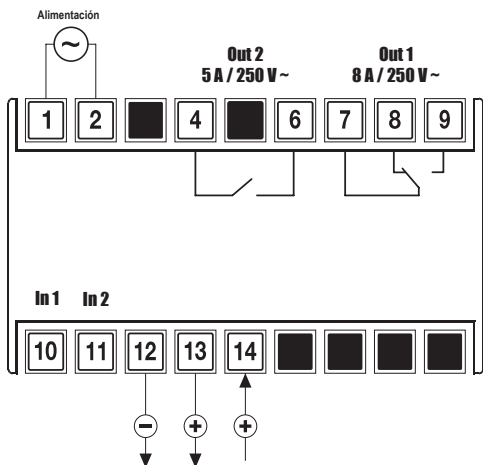 Alimentación
~
Out 2
5 A / 250 V ~
Out 1
8 A / 250 V ~
1 2 4 6 7 8 9
In 1 In 2
10 11 12 13 14
− + +